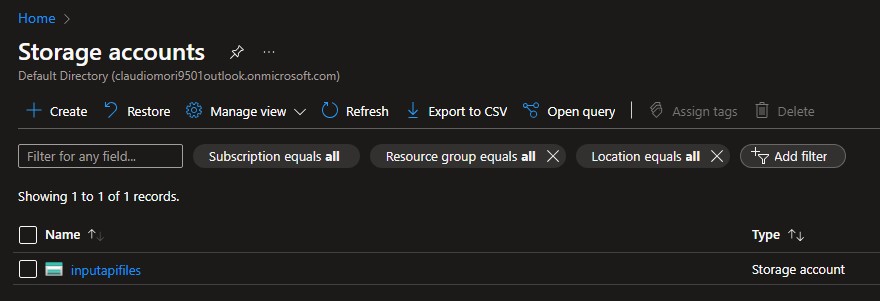 Home >
Storage accounts ...
Default Directory (claudiomori9501outlook.onmicrosoft.com)
+ Create Restore Manage view Refresh Export to CSV Open query | Assign tags Delete
Filter for any field... Subscription equals all Resource group equals all Location equals all Add filter
Showing 1 to 1 of 1 records.
Name ↑↓ Type ↑↓
inputapifiles Storage account